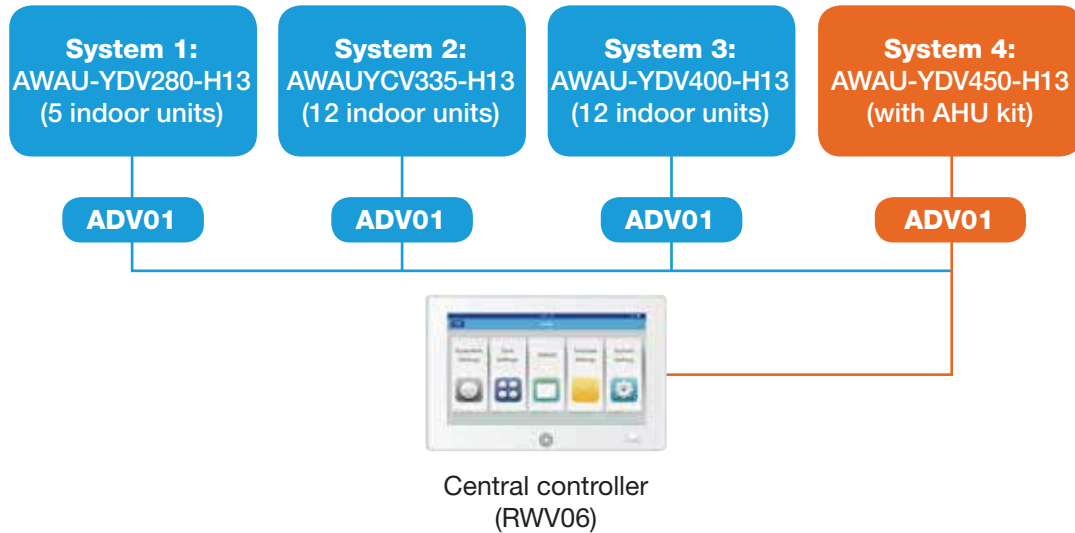 System 1:
AWAU-YDV280-H13
(5 indoor units)
System 2:
AWAUYCV335-H13
(12 indoor units)
System 3:
AWAU-YDV400-H13
(12 indoor units)
System 4:
AWAU-YDV450-H13
(with AHU kit)
ADV01
ADV01
ADV01
ADV01
Central controller
(RWV06)